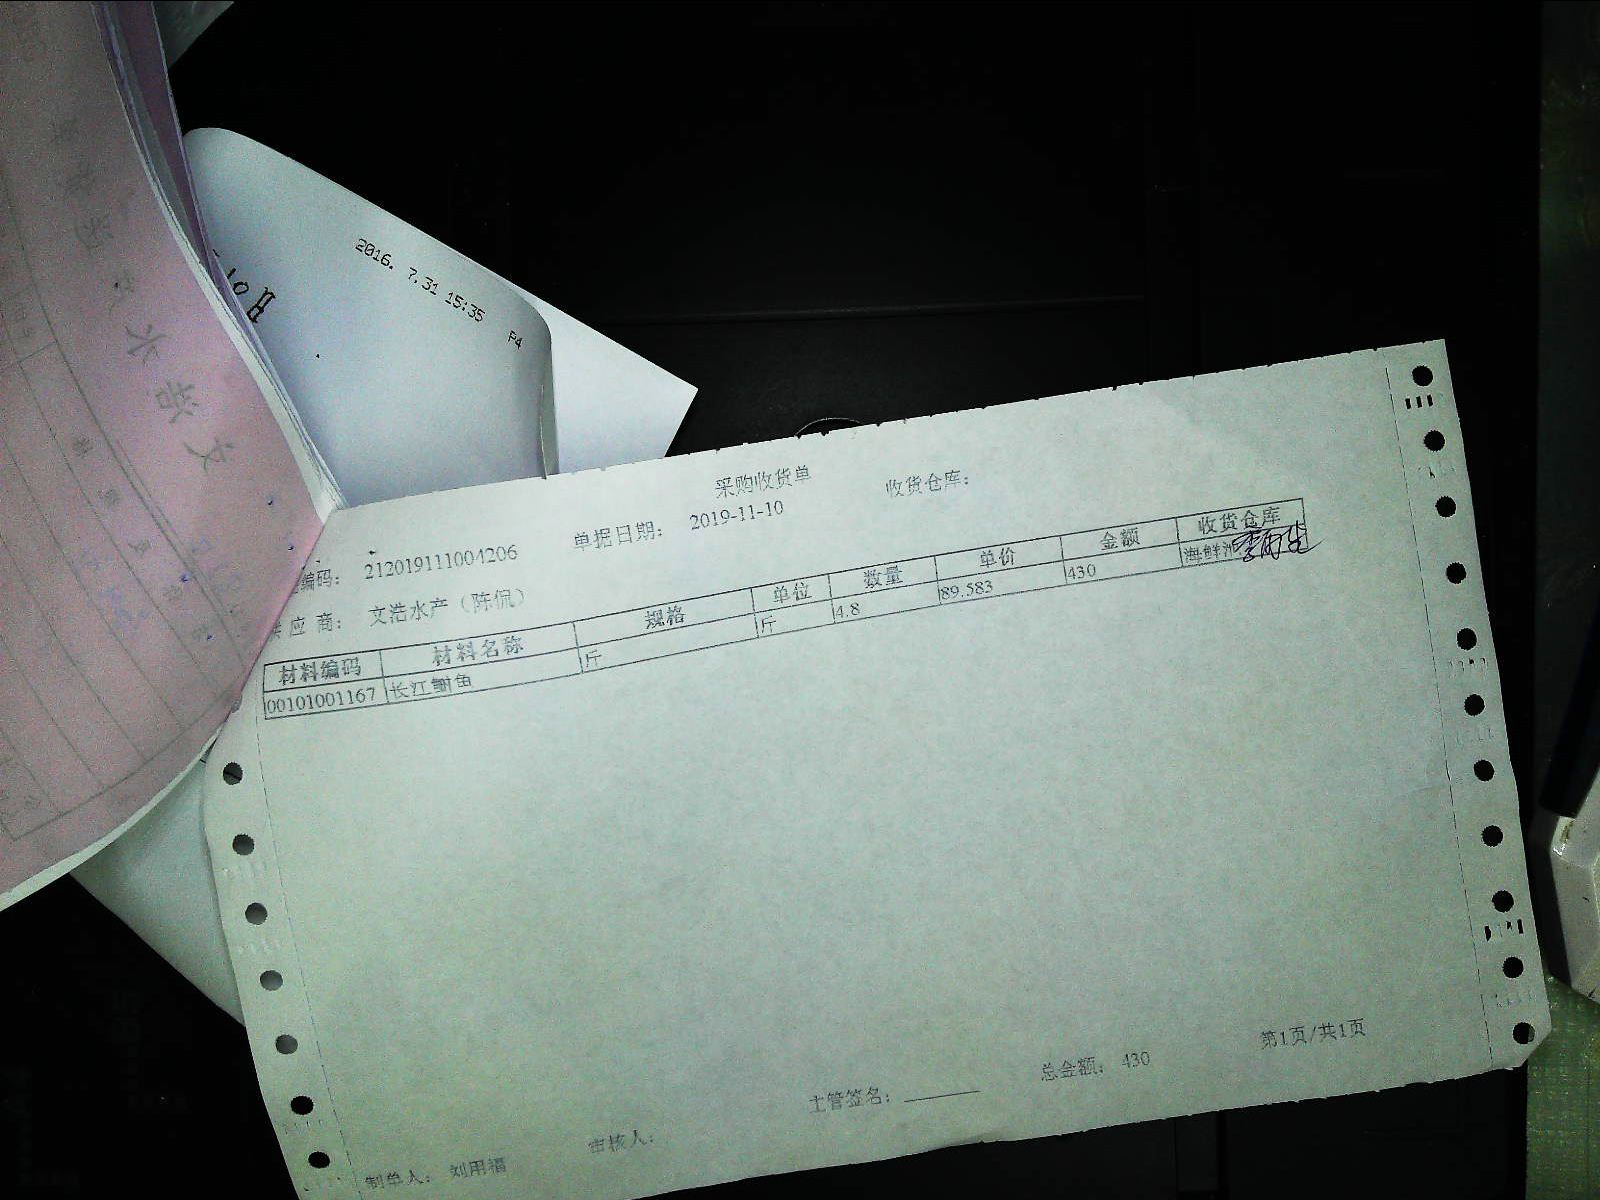 2016. 7.31 15:35 P4
采购收货单 收货仓库:
编码: 212019111004206 单据日期: 2019-11-10
应 商: 文浩水产（陈侃）
材料编码 材料名称 规格 单位 数量 单价 金额 收货仓库
00101001167 长江鮰鱼 斤 斤 4.8 89.583 430 海鲜池
主管签名: 总金额: 430 第1页/共1页
制单人: 刘用福 审核人: